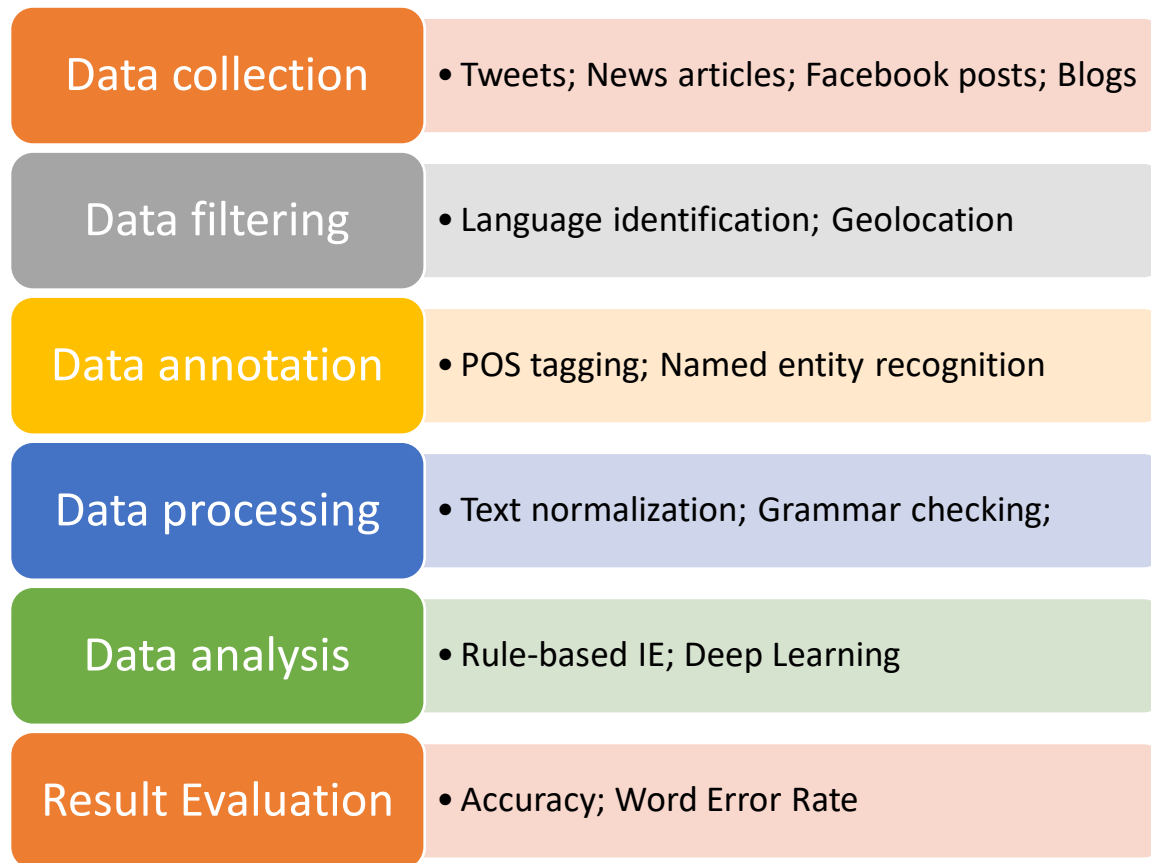 Data collection
• Tweets; News articles; Facebook posts; Blogs
Data filtering
• Language identification; Geolocation
Data annotation
• POS tagging; Named entity recognition
Data processing
• Text normalization; Grammar checking;
Data analysis
• Rule-based IE; Deep Learning
Result Evaluation
• Accuracy; Word Error Rate